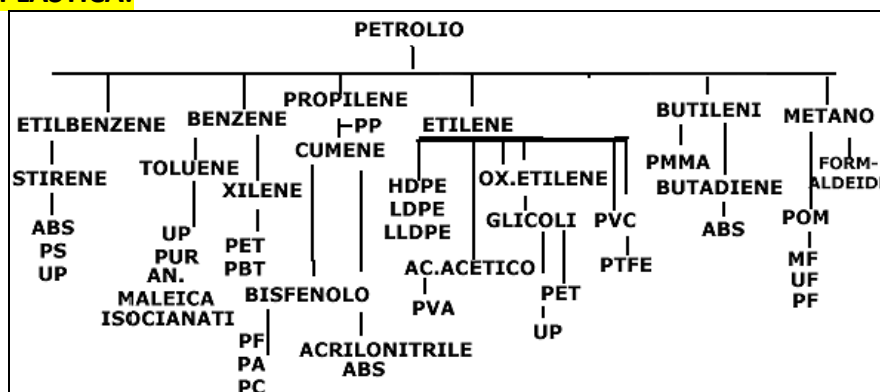 PETROLIO
ETILBENZENE
STIRENE
ABS
PS
UP
BENZENE
TOLUENE
UP
PUR
AN.
MALEICA
ISOCIANATI
XILENE
PET
PBT
PROPILENE
PP
CUMENE
BISFENOLO
PF
PA
PC
ACRILONITRILE
ABS
ETILENE
HDPE
LDPE
LLDPE
AC.ACETICO
PVA
OX.ETILENE
GLICOLI
PET
UP
PVC
PTFE
BUTILENI
PMMA
BUTADIENE
ABS
METANO
FORM-
ALDEIDE
POM
MF
UF
PF